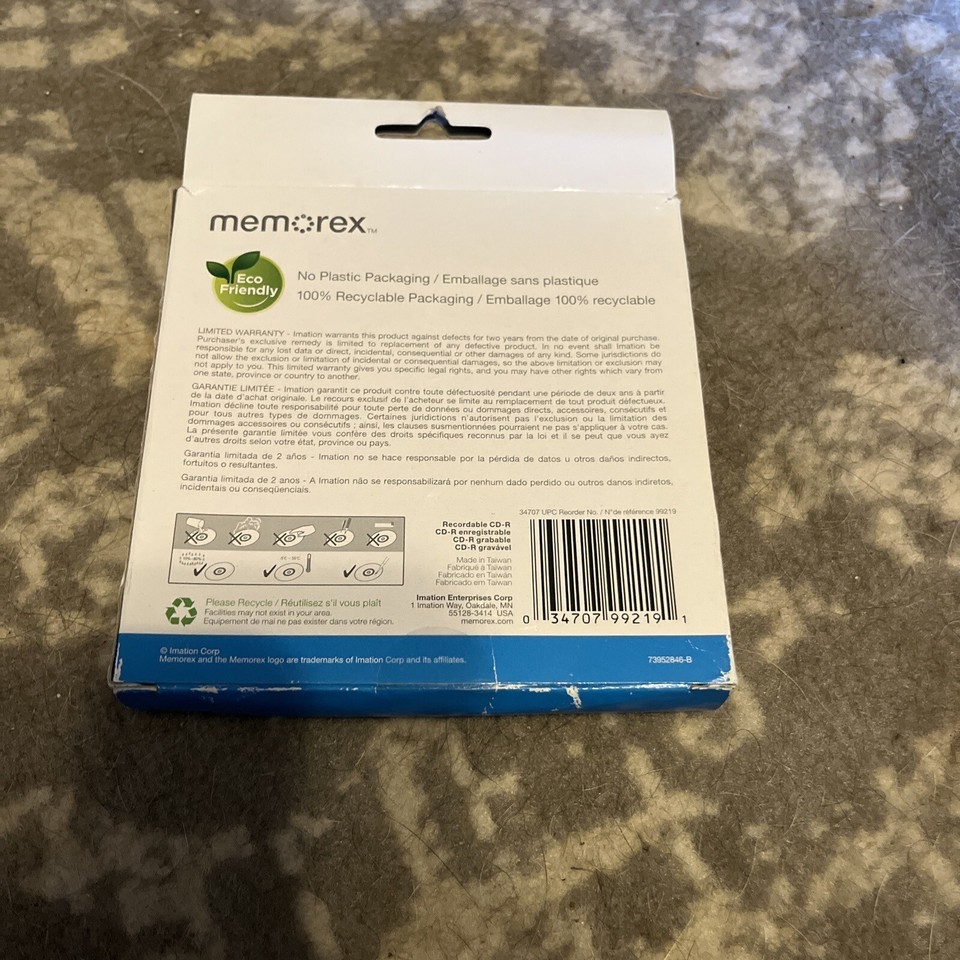 memorex™
Eco
Friendly
No Plastic Packaging / Emballage sans plastique
100% Recyclable Packaging / Emballage 100% recyclable
LIMITED WARRANTY - Imation warrants this product against defects for two years from the date of original purchase.
Purchaser's exclusive remedy is limited to replacement of any defective product. In no event shall Imation be
responsible for any lost data or direct, incidental, consequential or other damages of any kind. Some jurisdictions do
not allow the exclusion or limitation of incidental or consequential damages, so the above limitation or exclusion may
not apply to you. This limited warranty gives you specific legal rights, and you may have other rights which vary from
one state, province or country to another.
GARANTIE LIMITÉE - Imation garantit ce produit contre toute défectuosité pendant une période de deux ans à partir
de la date d'achat originale. Le recours exclusif de l'acheteur se limite au remplacement de tout produit défectueux.
Imation décline toute responsabilité pour toute perte de données ou dommages directs, accessoires, consécutifs et
pour tous autres types de dommages. Certaines juridictions n'autorisent pas l'exclusion ou la limitation des
dommages accessoires ou consécutifs ; ainsi, les clauses susmentionnées pourraient ne pas s'appliquer à votre cas.
La présente garantie limitée vous confère des droits spécifiques reconnus par la loi et il se peut que vous ayez
d'autres droits selon votre état, province ou pays.
Garantia limitada de 2 años - Imation no se hace responsable por la pérdida de datos u otros daños indirectos,
fortuitos o resultantes.
Garantia limitada de 2 anos - A Imation não se responsabilizará por nenhum dado perdido ou outros danos indiretos,
incidentais ou conseqüenciais.
34707 UPC Reorder No. / N°de référence 99219
Recordable CD-R
CD-R enregistrable
CD-R grabable
CD-R gravável
Made in Taiwan
Fabriqué à Taïwan
Fabricado en Taiwán
Fabricado em Taiwan
Imation Enterprises Corp
1 Imation Way, Oakdale, MN
55128-3414 USA
memorex.com
0 34707 99219 1
Please Recycle / Réutilisez s'il vous plaît
Facilities may not exist in your area.
Equipement de mai ne pas exister dans votre région.
© Imation Corp
Memorex and the Memorex logo are trademarks of Imation Corp and its affiliates.
73952846-B